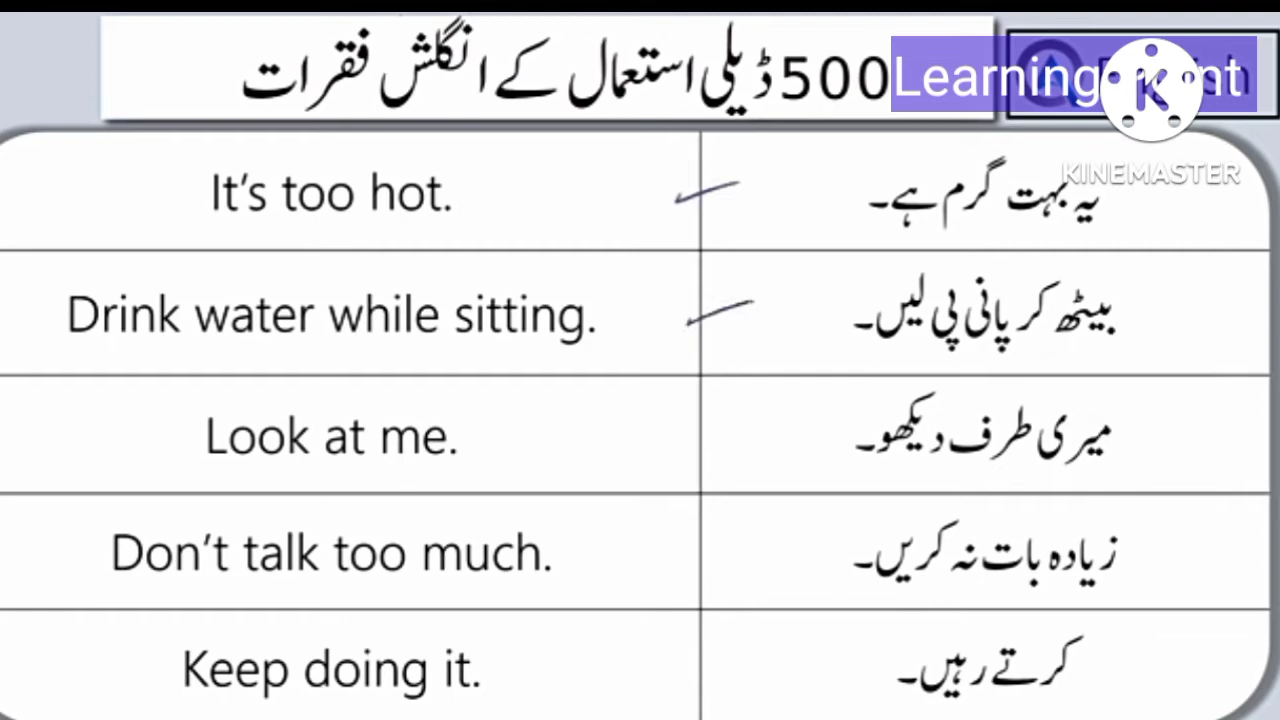 500 ڈیلی استعمال کے انگلش فقرات
Learning
KINEMASTER
It's too hot. یہ بہت گرم ہے۔
Drink water while sitting. بیٹھ کر پانی پی لیں۔
Look at me. میری طرف دیکھو۔
Don't talk too much. زیادہ بات نہ کریں۔
Keep doing it. کرتے رہیں۔